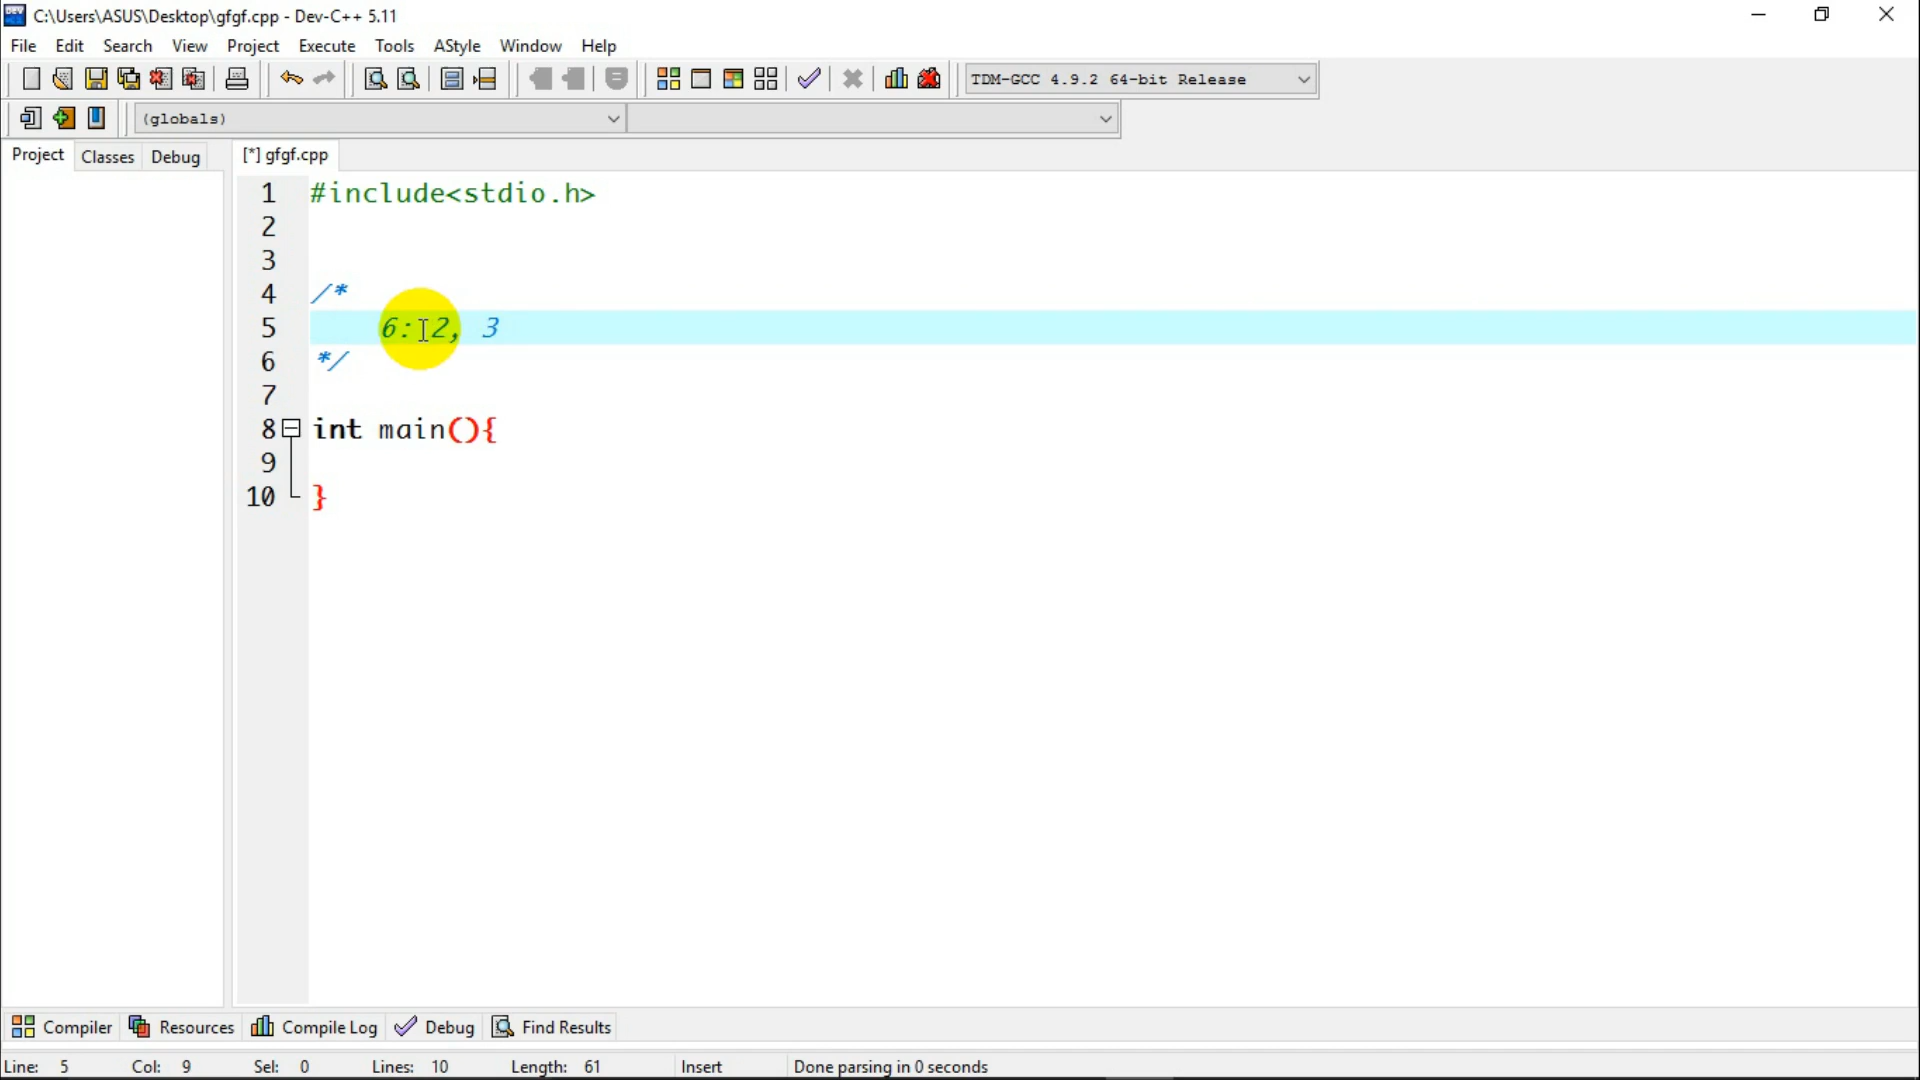 C:\Users\ASUS\Desktop\gfgf.cpp - Dev-C++ 5.11
File Edit Search View Project Execute Tools AStyle Window Help
TDM-GCC 4.9.2 64-bit Release
(globals)
Project Classes Debug [*] gfgf.cpp
1 #include<stdio.h>
2
3
4 /*
5 6: 2, 3
6 */
7
8 int main(){
9
10 }
Compiler Resources Compile Log Debug Find Results
Line: 5 Col: 9 Sel: 0 Lines: 10 Length: 61 Insert Done parsing in 0 seconds